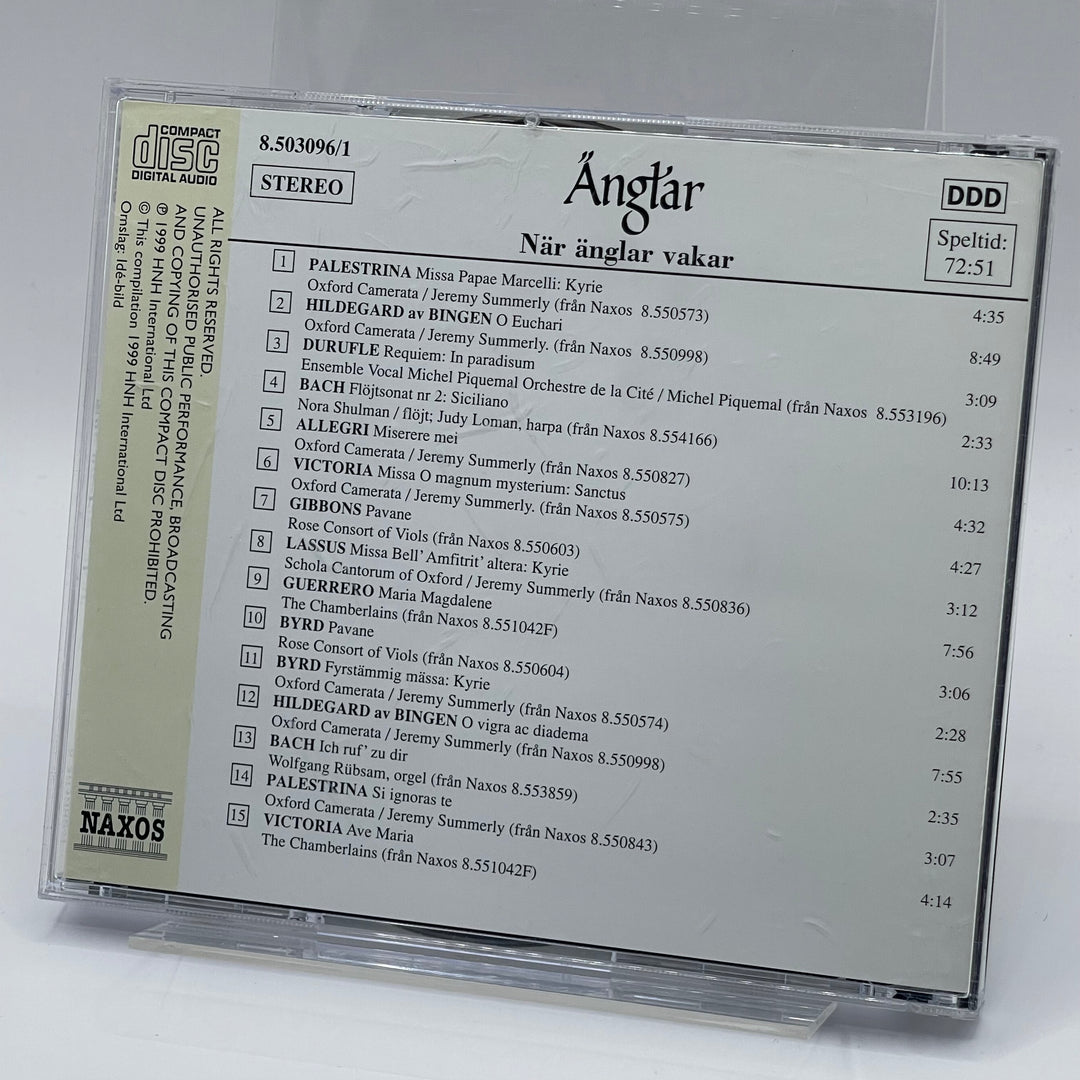 COMPACT
disc
DIGITAL AUDIO
8.503096/1
STEREO
Änglar
När änglar vakar
DDD
Speltid:
72:51
1 PALESTRINA Missa Papae Marcelli: Kyrie 4:35
Oxford Camerata / Jeremy Summerly (från Naxos 8.550573)
2 HILDEGARD av BINGEN O Euchari 8:49
Oxford Camerata / Jeremy Summerly. (från Naxos 8.550998)
3 DURUFLE Requiem: In paradisum 3:09
Ensemble Vocal Michel Piquemal Orchestre de la Cité / Michel Piquemal (från Naxos 8.553196)
4 BACH Flöjtsonat nr 2: Siciliano 2:33
Nora Shulman / flöjt; Judy Loman, harpa (från Naxos 8.554166)
5 ALLEGRI Miserere mei 10:13
Oxford Camerata / Jeremy Summerly (från Naxos 8.550827)
6 VICTORIA Missa O magnum mysterium: Sanctus 4:32
Oxford Camerata / Jeremy Summerly. (från Naxos 8.550575)
7 GIBBONS Pavane 4:27
Rose Consort of Viols (från Naxos 8.550603)
8 LASSUS Missa Bell' Amfitrit' altera: Kyrie 3:12
Schola Cantorum of Oxford / Jeremy Summerly (från Naxos 8.550836)
9 GUERRERO Maria Magdalene 7:56
The Chamberlains (från Naxos 8.551042F)
10 BYRD Pavane 3:06
Rose Consort of Viols (från Naxos 8.550604)
11 BYRD Fyrstämmig mässa: Kyrie 2:28
Oxford Camerata / Jeremy Summerly (från Naxos 8.550574)
12 HILDEGARD av BINGEN O vigra ac diadema 7:55
Oxford Camerata / Jeremy Summerly (från Naxos 8.550998)
13 BACH Ich ruf' zu dir 2:35
Wolfgang Rübsam, orgel (från Naxos 8.553859)
14 PALESTRINA Si ignoras te 3:07
Oxford Camerata / Jeremy Summerly (från Naxos 8.550843)
15 VICTORIA Ave Maria 4:14
The Chamberlains (från Naxos 8.551042F)
ALL RIGHTS RESERVED.
UNAUTHORISED PUBLIC PERFORMANCE, BROADCASTING
AND COPYING OF THIS COMPACT DISC PROHIBITED.
℗ 1999 HNH International Ltd
© This compilation 1999 HNH International Ltd
Omslag: Idé-bild
NAXOS